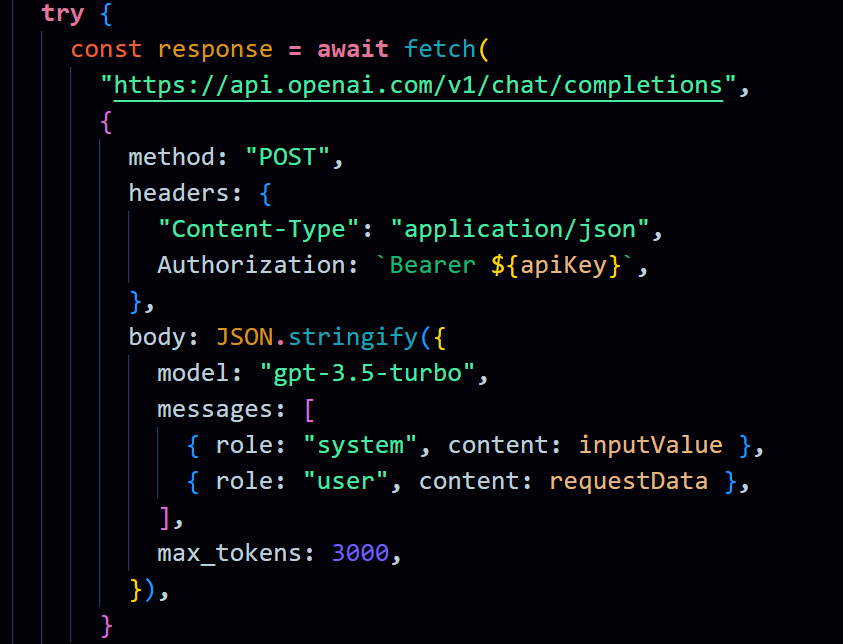 try {
const response = await fetch(
"https://api.openai.com/v1/chat/completions",
{
method: "POST",
headers: {
"Content-Type": "application/json",
Authorization: `Bearer ${apiKey}`,
},
body: JSON.stringify({
model: "gpt-3.5-turbo",
messages: [
{ role: "system", content: inputValue },
{ role: "user", content: requestData },
],
max_tokens: 3000,
}),
}